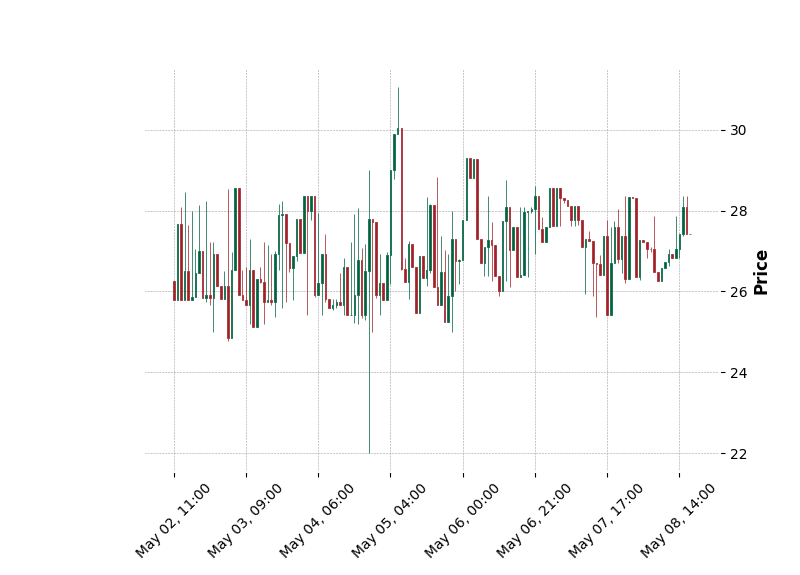 30
28
26
24
22
Price
May 02, 11:00
May 03, 09:00
May 04, 06:00
May 05, 04:00
May 06, 00:00
May 06, 21:00
May 07, 17:00
May 08, 14:00